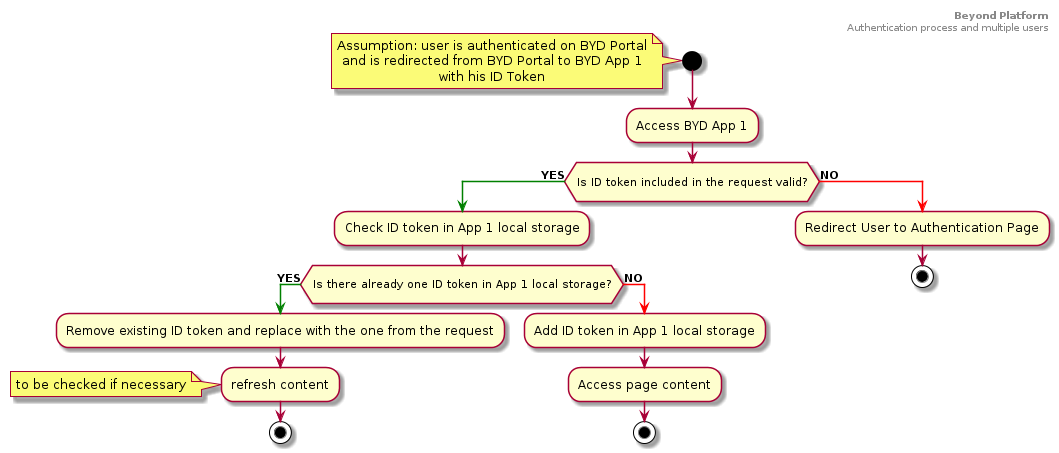 Beyond Platform
Authentication process and multiple users
Assumption: user is authenticated on BYD Portal
and is redirected from BYD Portal to BYD App 1
with his ID Token
Access BYD App 1
YES
Is ID token included in the request valid?
NO
Check ID token in App 1 local storage
Redirect User to Authentication Page
YES
Is there already one ID token in App 1 local storage?
NO
Remove existing ID token and replace with the one from the request
Add ID token in App 1 local storage
to be checked if necessary
refresh content
Access page content